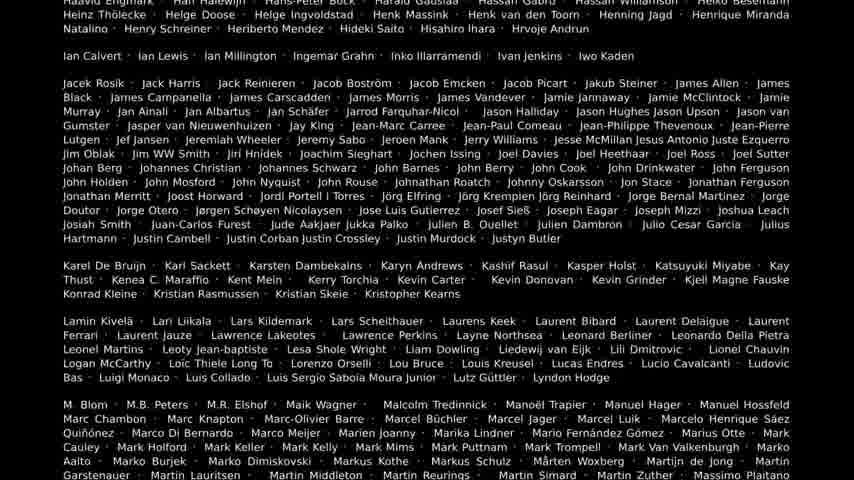 Haavid Engmark · Han Halewijn · Hans-Peter Bock · Harald Gaustaa · Hassan Gabru · Hassan Williamson · Heiko Besemann
Heinz Thölecke · Helge Doose · Helge Ingvoldstad · Henk Massink · Henk van den Toorn · Henning Jagd · Henrique Miranda
Natalino · Henry Schreiner · Heriberto Mendez · Hideki Saito · Hisahiro Ihara · Hrvoje Andrun
Ian Calvert · Ian Lewis · Ian Millington · Ingemar Grahn · Inko Illarramendi · Ivan Jenkins · Iwo Kaden
Jacek Rosik · Jack Harris · Jack Reinieren · Jacob Boström · Jacob Emcken · Jacob Picart · Jakub Steiner · James Allen · James
Black · James Campanella · James Carscadden · James Morris · James Vandever · Jamie Jannaway · Jamie McClintock · Jamie
Murray · Jan Ainali · Jan Albartus · Jan Schäfer · Jarrod Farquhar-Nicol · Jason Halliday · Jason Hughes Jason Upson · Jason van
Gumster · Jasper van Nieuwenhuizen · Jay King · Jean-Marc Carree · Jean-Paul Comeau · Jean-Philippe Thevenoux · Jean-Pierre
Lutgen · Jef Jansen · Jeremiah Wheeler · Jeremy Sabo · Jeroen Mank · Jerry Williams · Jesse McMillan Jesus Antonio Juste Ezquerro
Jim Oblak · Jim WW Smith · Jiří Hnídek · Joachim Sieghart · Jochen Issing · Joel Davies · Joel Heethaar · Joel Ross · Joel Sutter
Johan Berg · Johannes Christian · Johannes Schwarz · John Barnes · John Berry · John Cook · John Drinkwater · John Ferguson
John Holden · John Mosford · John Nyquist · John Rouse · Johnathan Roatch · Johnny Oskarsson · Jon Stace · Jonathan Ferguson
Jonathan Merritt · Joost Horward · Jordi Portell I Torres · Jörg Elfring · Jörg Krempien Jörg Reinhard · Jorge Bernal Martinez · Jorge
Doutor · Jorge Otero · Jørgen Schøyen Nicolaysen · Jose Luis Gutierrez · Josef Sieß · Joseph Eagar · Joseph Mizzi · Joshua Leach
Josiah Smith · Juan-Carlos Furest · Jude Aakjaer Jukka Palko · Julien B. Ouellet · Julien Dambron · Julio Cesar Garcia · Julius
Hartmann · Justin Cambell · Justin Corban Justin Crossley · Justin Murdock · Justyn Butler
Karel De Bruijn · Karl Sackett · Karsten Dambekalns · Karyn Andrews · Kashif Rasul · Kasper Holst · Katsuyuki Miyabe · Kay
Thust · Kenea C. Maraffio · Kent Mein · Kerry Torchia · Kevin Carter · Kevin Donovan · Kevin Grinder · Kjell Magne Fauske
Konrad Kleine · Kristian Rasmussen · Kristian Skeie · Kristopher Kearns
Lamin Kivelä · Lari Liikala · Lars Kildemark · Lars Scheithauer · Laurens Keek · Laurent Bibard · Laurent Delaigue · Laurent
Ferrari · Laurent Jauze · Lawrence Lakeotes · Lawrence Perkins · Layne Northsea · Leonard Berliner · Leonardo Della Pietra
Leonel Martins · Leoty Jean-baptiste · Lesa Shole Wright · Liam Dowling · Liedewij van Eijk · Lili Dmitrovic · Lionel Chauvin
Logan McCarthy · Loïc Thiele Long To · Lorenzo Orselli · Lou Bruce · Louis Kreusel · Lucas Endres · Lucio Cavalcanti · Ludovic
Bas · Luigi Monaco · Luis Collado · Luis Sergio Saboia Moura Junior · Lutz Güttler · Lyndon Hodge
M. Blom · M.B. Peters · M.R. Elshof · Maik Wagner · Malcolm Tredinnick · Manoël Trapier · Manuel Hager · Manuel Hossfeld
Marc Chambon · Marc Knapton · Marc-Olivier Barre · Marcel Büchler · Marcel Jager · Marcel Luik · Marcelo Henrique Sáez
Quiñónez · Marco Di Bernardo · Marco Meijer · Marien Joanny · Marika Lindner · Mario Fernández Gómez · Marius Otte · Mark
Cauley · Mark Holford · Mark Keller · Mark Kelly · Mark Mims · Mark Puttnam · Mark Trompell · Mark Van Valkenburgh · Marko
Aalto · Marko Burjek · Marko Dimiskovski · Markus Kothe · Markus Schulz · Mårten Woxberg · Martijn de Jong · Martin
Garstenauer · Martin Lauritsen · Martin Middleton · Martin Reurings · Martin Simard · Martin Zuther · Massimo Plaitano